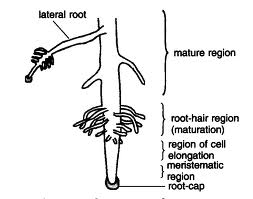 lateral root
mature region
root-hair region
(maturation)
region of cell
elongation
meristematic
region
root-cap